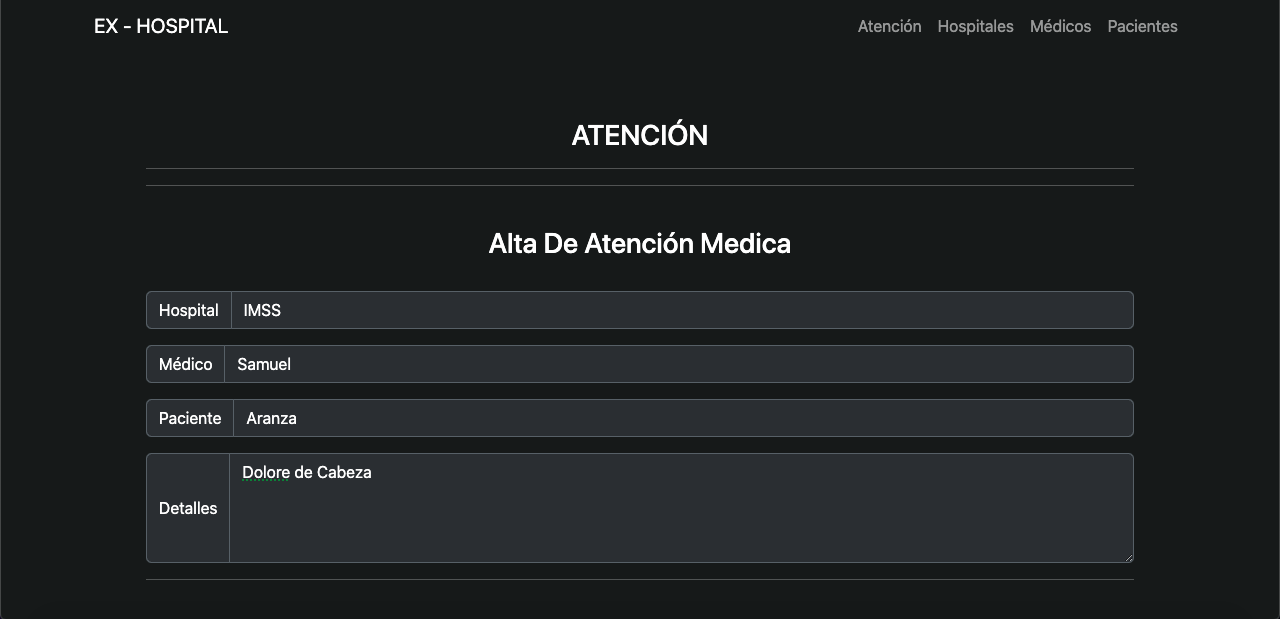 EX - HOSPITAL
Atención Hospitales Médicos Pacientes
ATENCIÓN
Alta De Atención Medica
Hospital IMSS
Médico Samuel
Paciente Aranza
Dolore de Cabeza
Detalles